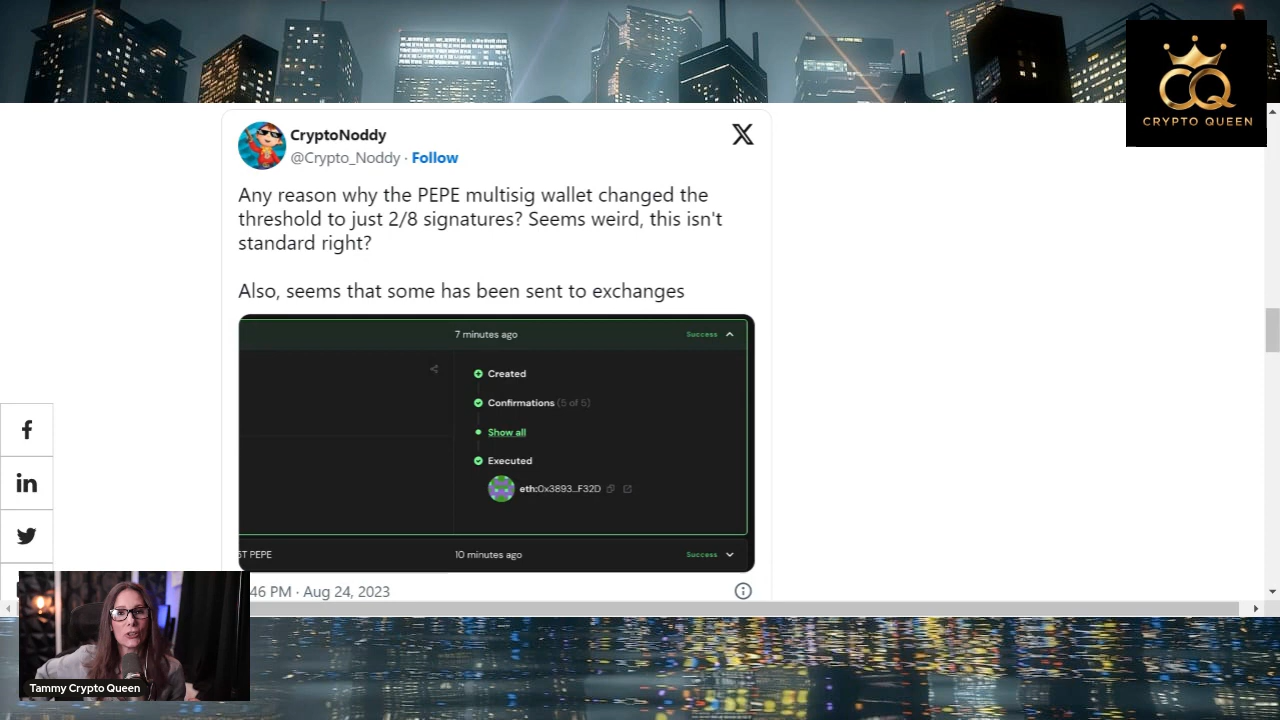 CQ
CRYPTO QUEEN
CryptoNoddy
@Crypto_Noddy · Follow
Any reason why the PEPE multisig wallet changed the
threshold to just 2/8 signatures? Seems weird, this isn't
standard right?
Also, seems that some has been sent to exchanges
7 minutes ago
Success
Created
Confirmations (5 of 5)
Show all
Executed
eth:0x3893...F32D
ST PEPE
10 minutes ago
Success
46 PM · Aug 24, 2023
Tammy Crypto Queen